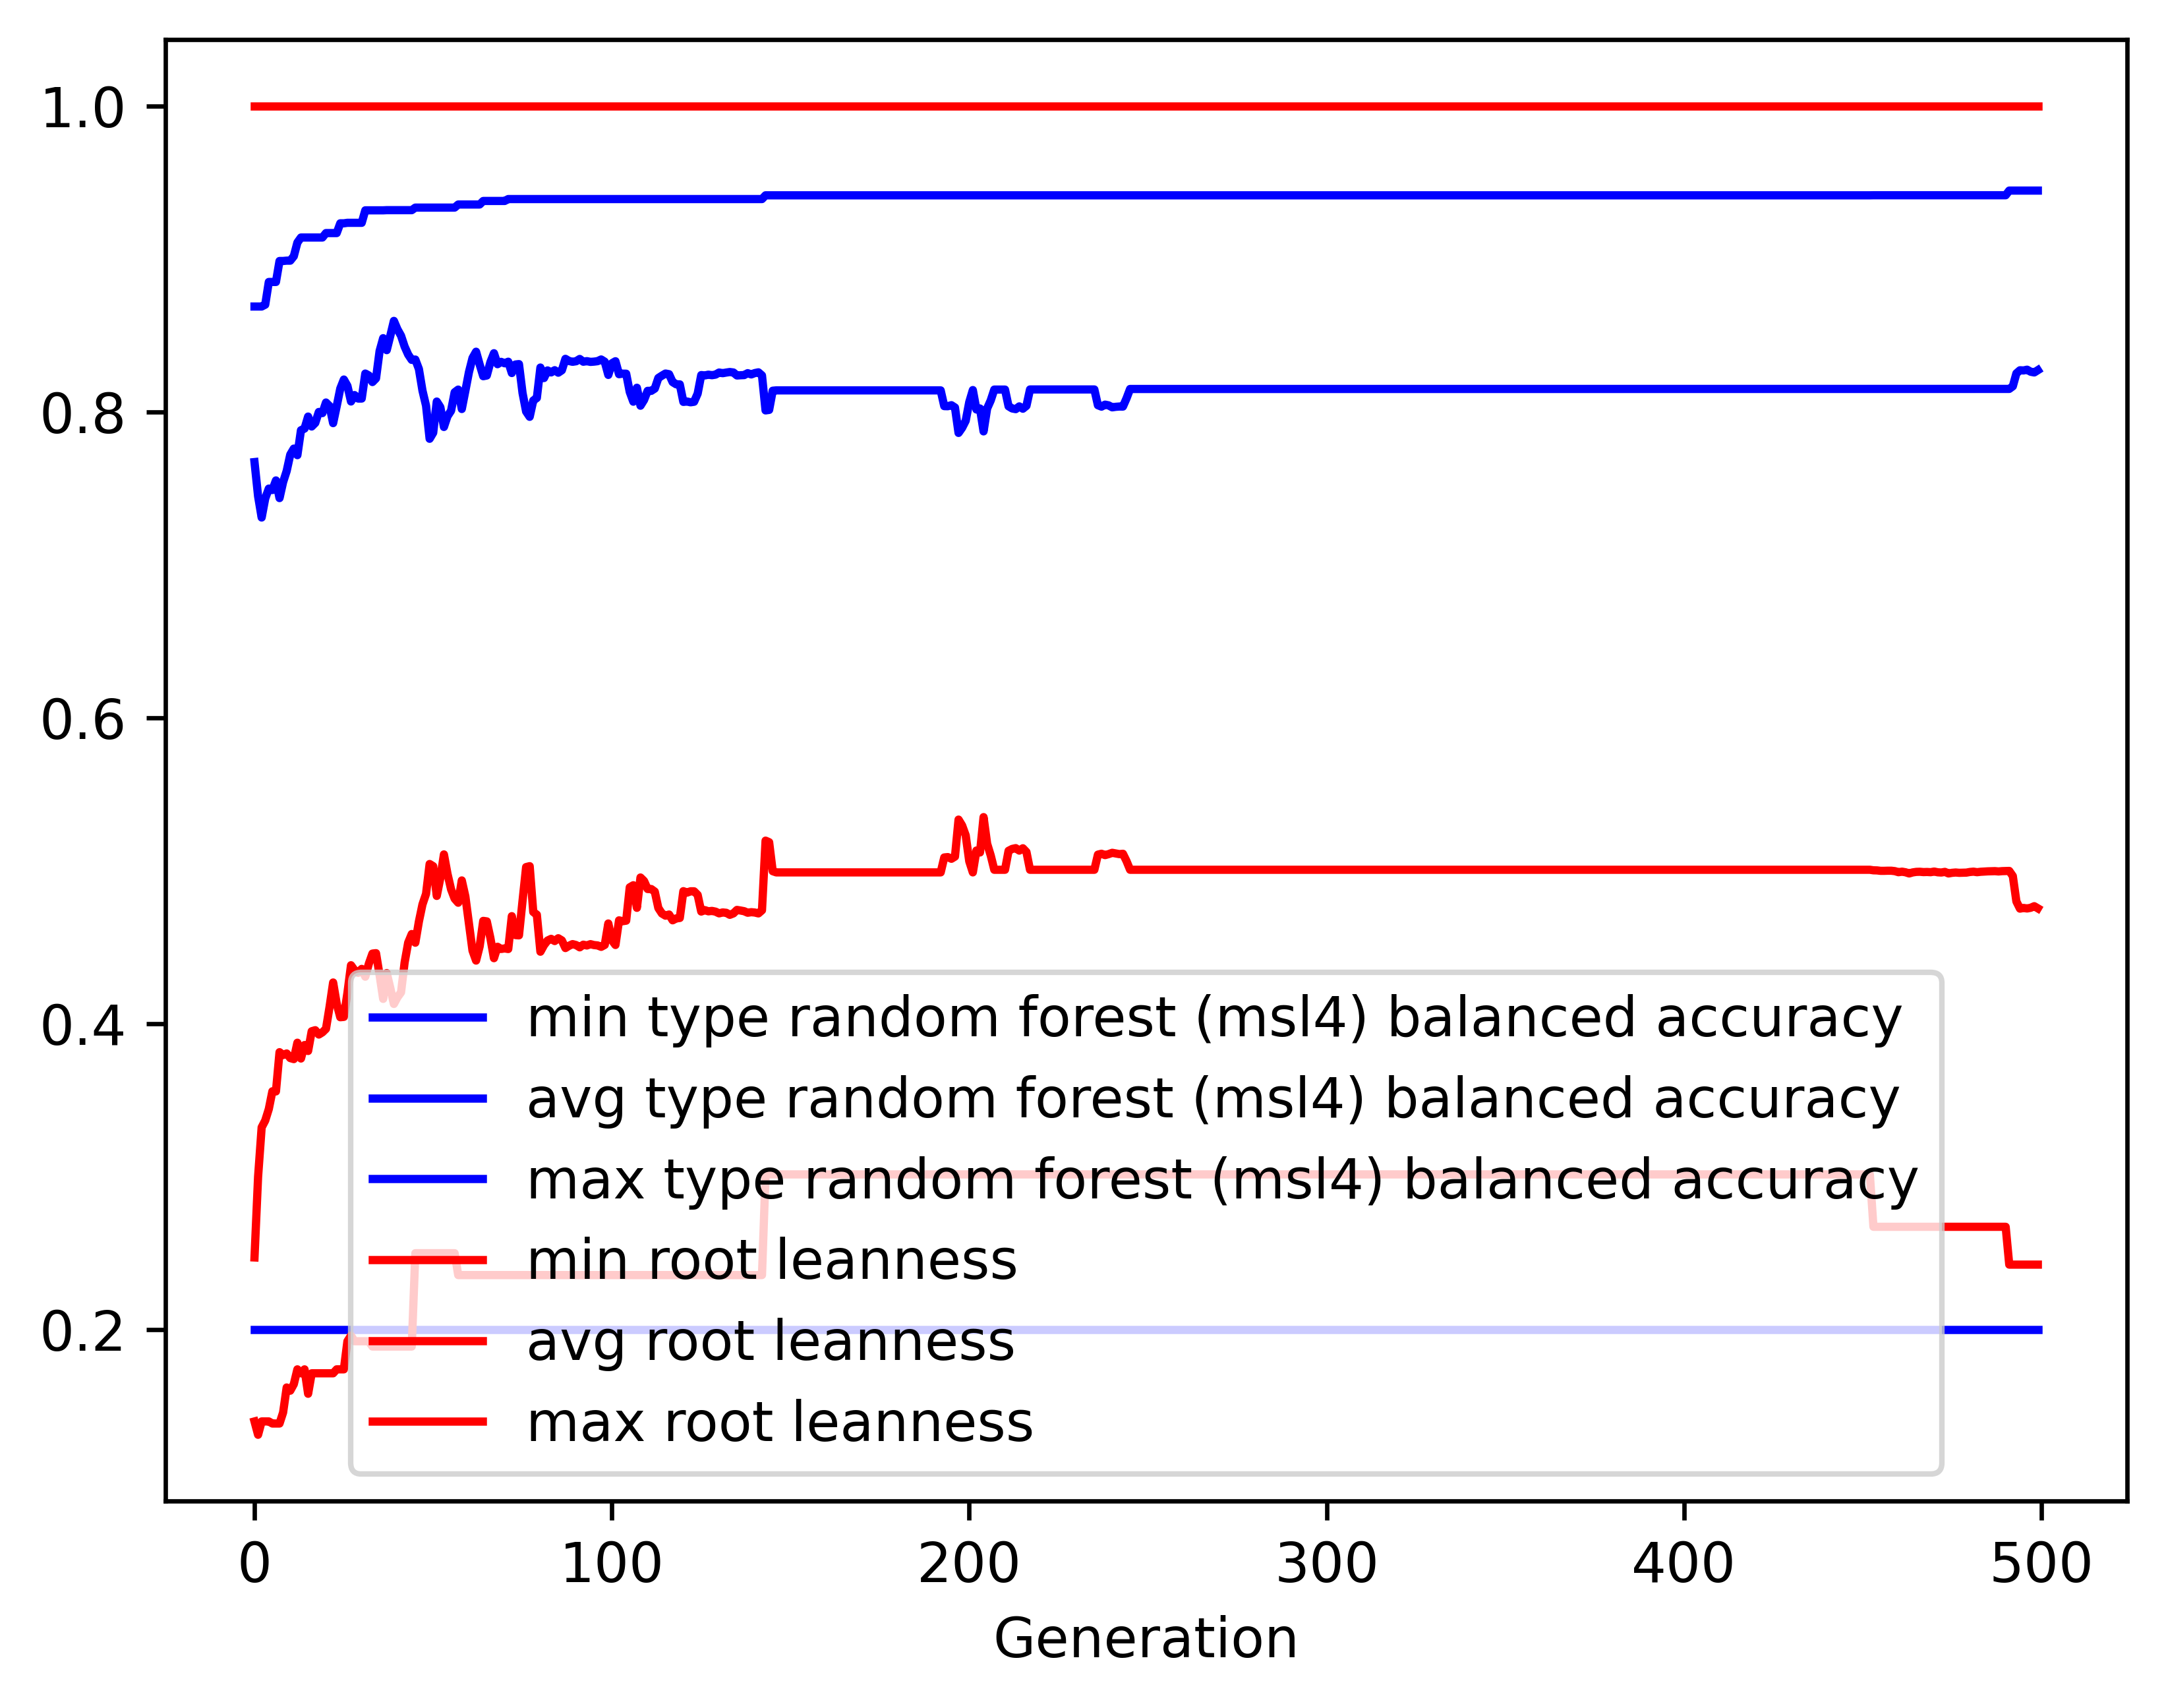 1.0
0.8
0.6
0.4
0.2
min type random forest (msl4) balanced accuracy
avg type random forest (msl4) balanced accuracy
max type random forest (msl4) balanced accuracy
min root leanness
avg root leanness
max root leanness
0 100 200 300 400 500
Generation